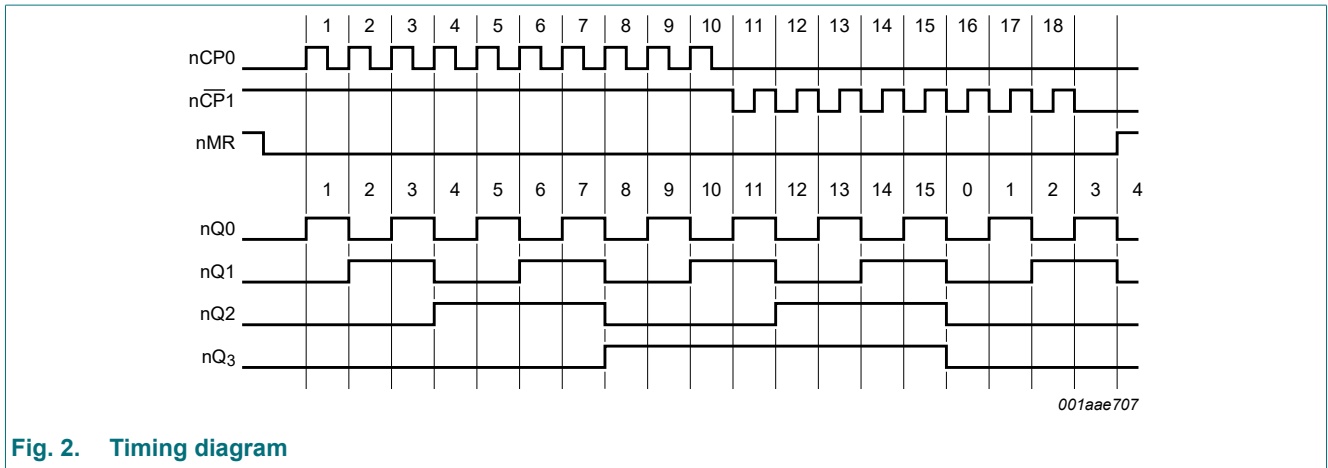 1 2 3 4 5 6 7 8 9 10 11 12 13 14 15 16 17 18
nCP0
nC̅P̅1
nMR
1 2 3 4 5 6 7 8 9 10 11 12 13 14 15 0 1 2 3 4
nQ0
nQ1
nQ2
nQ3
001aae707
Fig. 2. Timing diagram